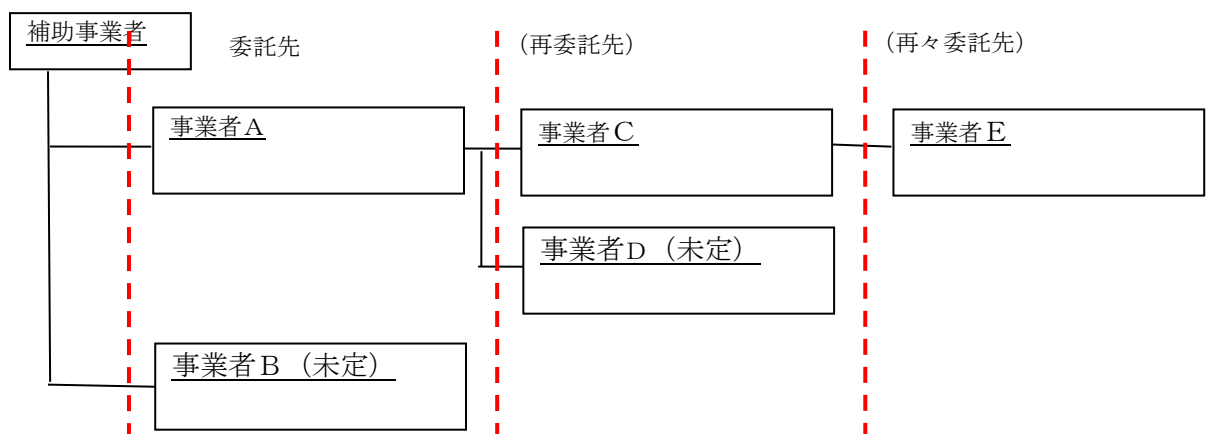 補助事業者
委託先
（再委託先）
（再々委託先）
事業者Ａ
事業者Ｃ
事業者Ｅ
事業者D（未定）
事業者Ｂ（未定）